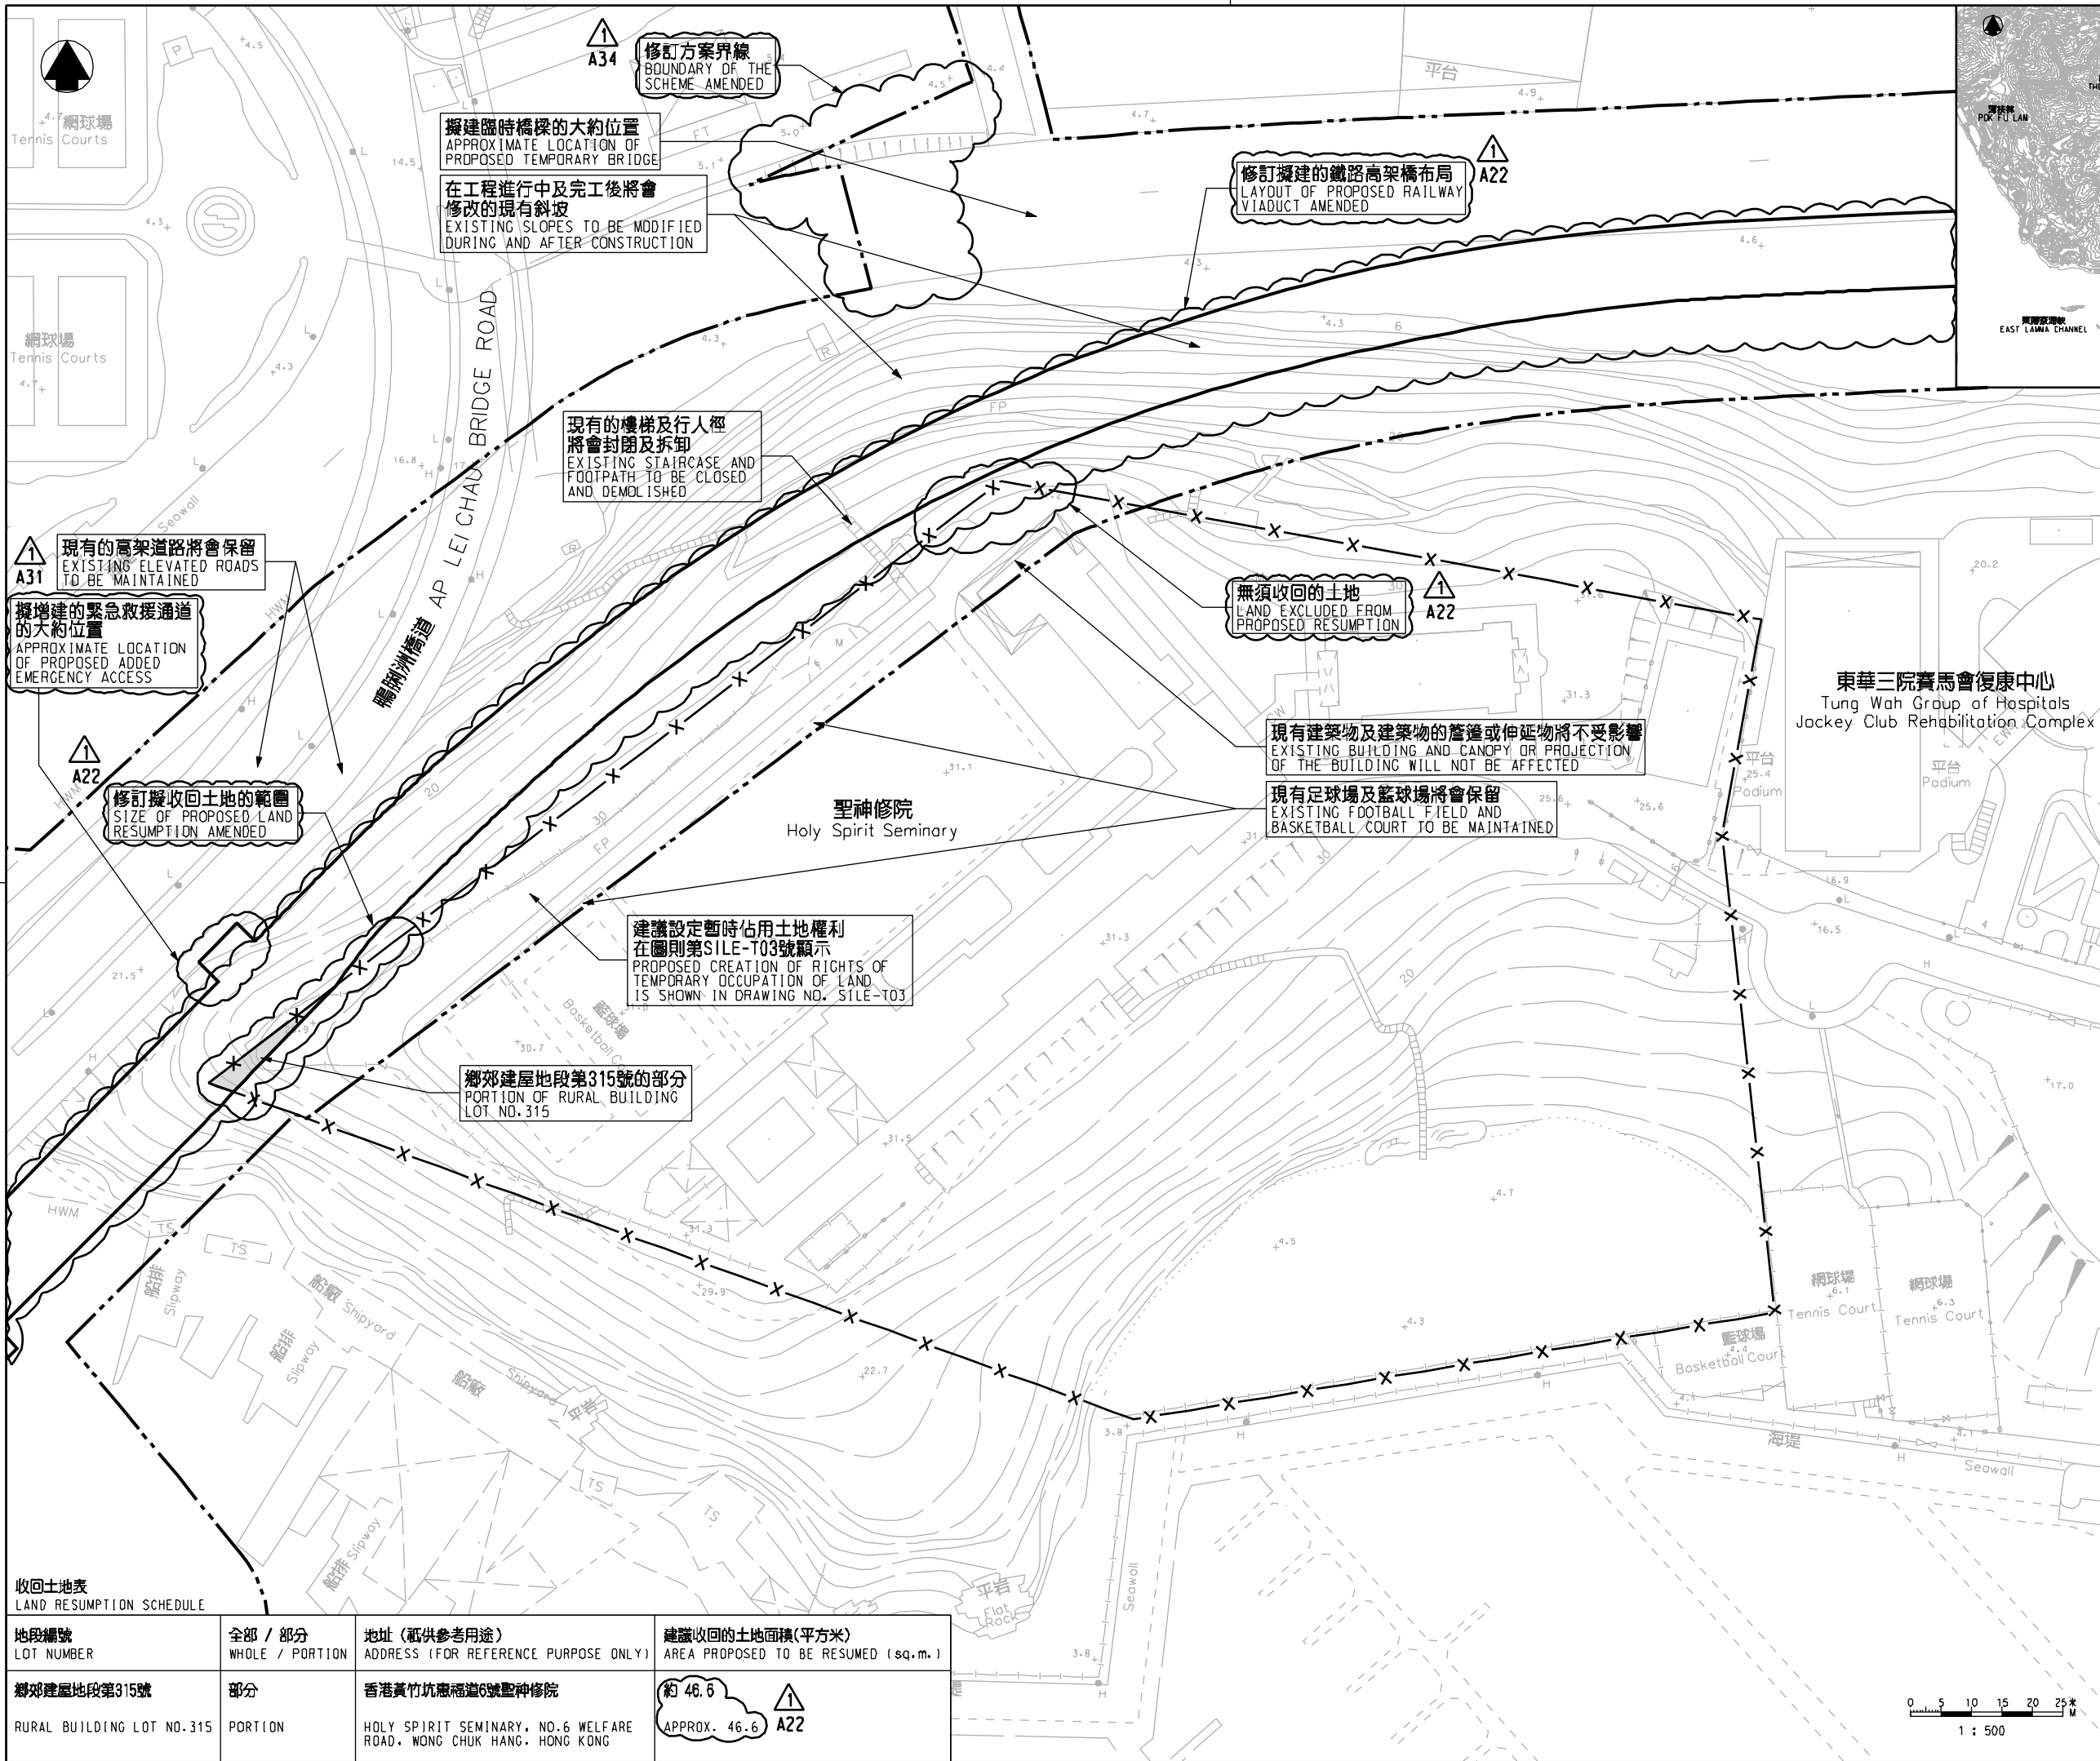 1
A34
修訂方案界線
BOUNDARY OF THE
SCHEME AMENDED
擬建臨時橋樑的大約位置
APPROXIMATE LOCATION OF
PROPOSED TEMPORARY BRIDGE
在工程進行中及完工後將會
修改的現有斜坡
EXISTING SLOPES TO BE MODIFIED
DURING AND AFTER CONSTRUCTION
修訂擬建的鐵路高架橋布局
LAYOUT OF PROPOSED RAILWAY
VIADUCT AMENDED
1
A22
薄扶林
POK FU LAM
EAST LAMMA CHANNEL
平台
網球場
Tennis Courts
網球場
Tennis Courts
現有的樓梯及行人徑
將會封閉及拆卸
EXISTING STAIRCASE AND
FOOTPATH TO BE CLOSED
AND DEMOLISHED
鴨脷洲橋道 AP LEI CHAU BRIDGE ROAD
Seawall
1
A31
現有的高架道路將會保留
EXISTING ELEVATED ROADS
TO BE MAINTAINED
擬增建的緊急救援通道
的大約位置
APPROXIMATE LOCATION
OF PROPOSED ADDED
EMERGENCY ACCESS
無須收回的土地
LAND EXCLUDED FROM
PROPOSED RESUMPTION
1
A22
東華三院賽馬會復康中心
Tung Wah Group of Hospitals
Jockey Club Rehabilitation Complex
1
A22
修訂擬收回土地的範圍
SIZE OF PROPOSED LAND
RESUMPTION AMENDED
現有建築物及建築物的簷篷或伸延物將不受影響
EXISTING BUILDING AND CANOPY OR PROJECTION
OF THE BUILDING WILL NOT BE AFFECTED
現有足球場及籃球場將會保留
EXISTING FOOTBALL FIELD AND
BASKETBALL COURT TO BE MAINTAINED
平台
Podium
平台
Podium
聖神修院
Holy Spirit Seminary
建議設定暫時佔用土地權利
在圖則第SILE-T03號顯示
PROPOSED CREATION OF RIGHTS OF
TEMPORARY OCCUPATION OF LAND
IS SHOWN IN DRAWING NO. SILE-T03
籃球場
鄉郊建屋地段第315號的部分
PORTION OF RURAL BUILDING
LOT NO.315
HWM
TS
TS
船排
Slipway
船廠 Shipyard
船排
Slipway
船廠
Shipyard
平岩
TS
TS
船排 Slipway
平岩
Flat
Rock
Seawall
網球場
Tennis Court
網球場
Tennis Court
籃球場
Basketball Court
海堤
Seawall
收回土地表
LAND RESUMPTION SCHEDULE
地段編號
LOT NUMBER
全部 / 部分
WHOLE / PORTION
地址 (祇供參考用途)
ADDRESS (FOR REFERENCE PURPOSE ONLY)
建議收回的土地面積(平方米)
AREA PROPOSED TO BE RESUMED (sq.m.)
鄉郊建屋地段第315號
RURAL BUILDING LOT NO.315
部分
PORTION
香港黃竹坑惠福道6號聖神修院
HOLY SPIRIT SEMINARY, NO.6 WELFARE
ROAD, WONG CHUK HANG, HONG KONG
約 46.6
APPROX. 46.6
1
A22
0 5 10 15 20 25 米
M
1 : 500